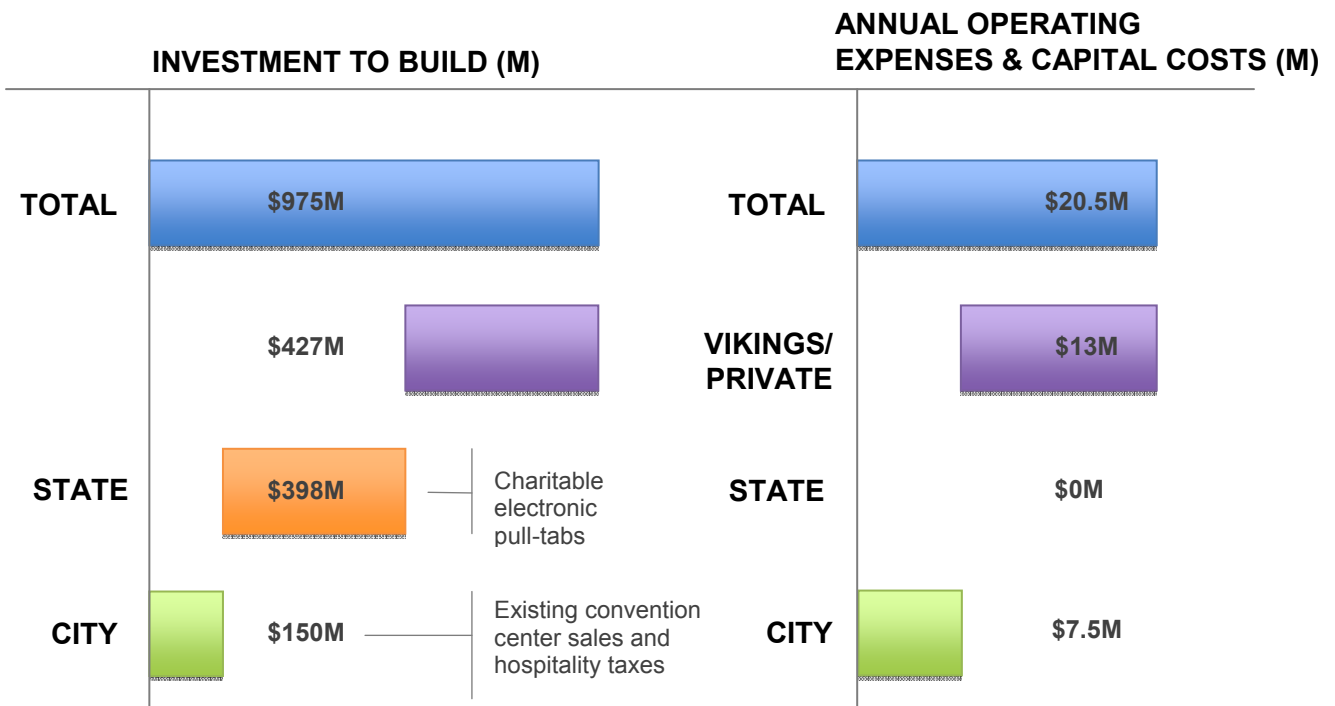 INVESTMENT TO BUILD (M)
ANNUAL OPERATING
EXPENSES & CAPITAL COSTS (M)
TOTAL
$975M
TOTAL
$20.5M
$427M
VIKINGS/
PRIVATE
$13M
STATE
$398M
Charitable
electronic
pull-tabs
STATE
$0M
CITY
$150M
Existing convention
center sales and
hospitality taxes
CITY
$7.5M